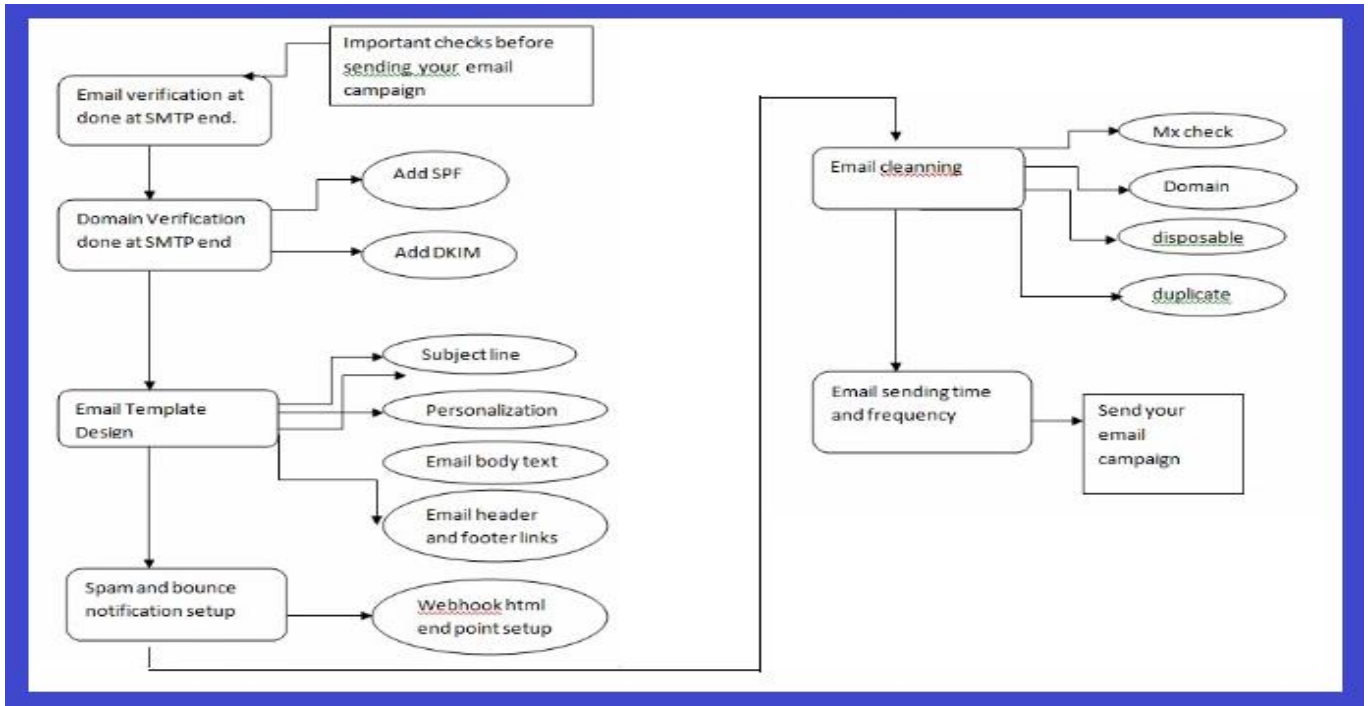 Important checks before
sending your email
campaign
Email verification at
done at SMTP end.
Add SPF
Domain Verification
done at SMTP end
Add DKIM
Subject line
Email Template
Design
Personalization
Email body text
Email header
and footer links
Spam and bounce
notification setup
Webhook html
end point setup
Email cleanning
Mx check
Domain
disposable
duplicate
Email sending time
and frequency
Send your
email
campaign